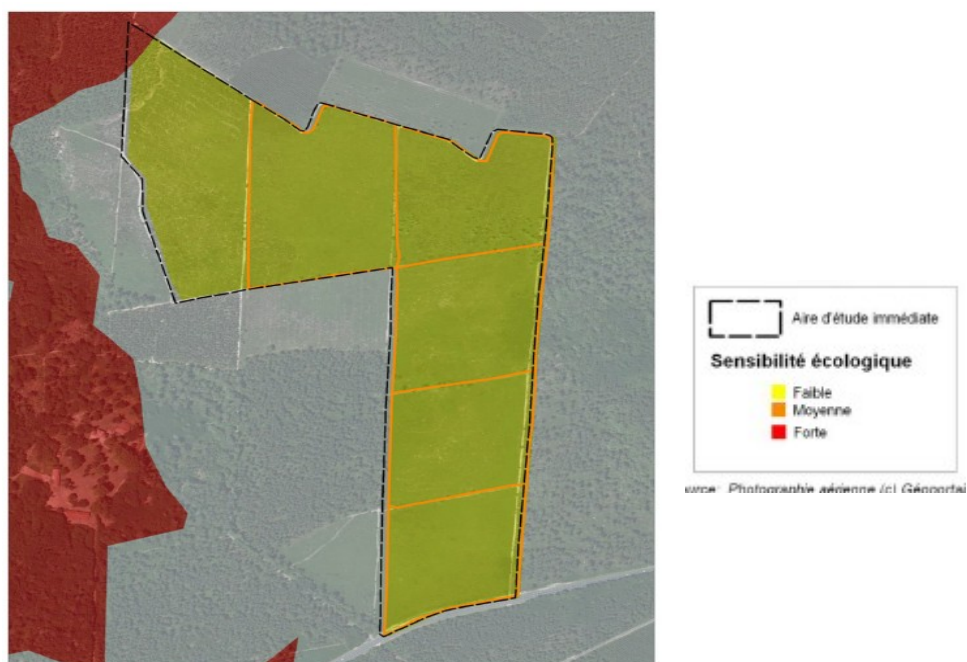 Aire d'étude immédiate
Sensibilité écologique
Faible
Moyenne
Forte
Photographie aérienne (c) Géoportai